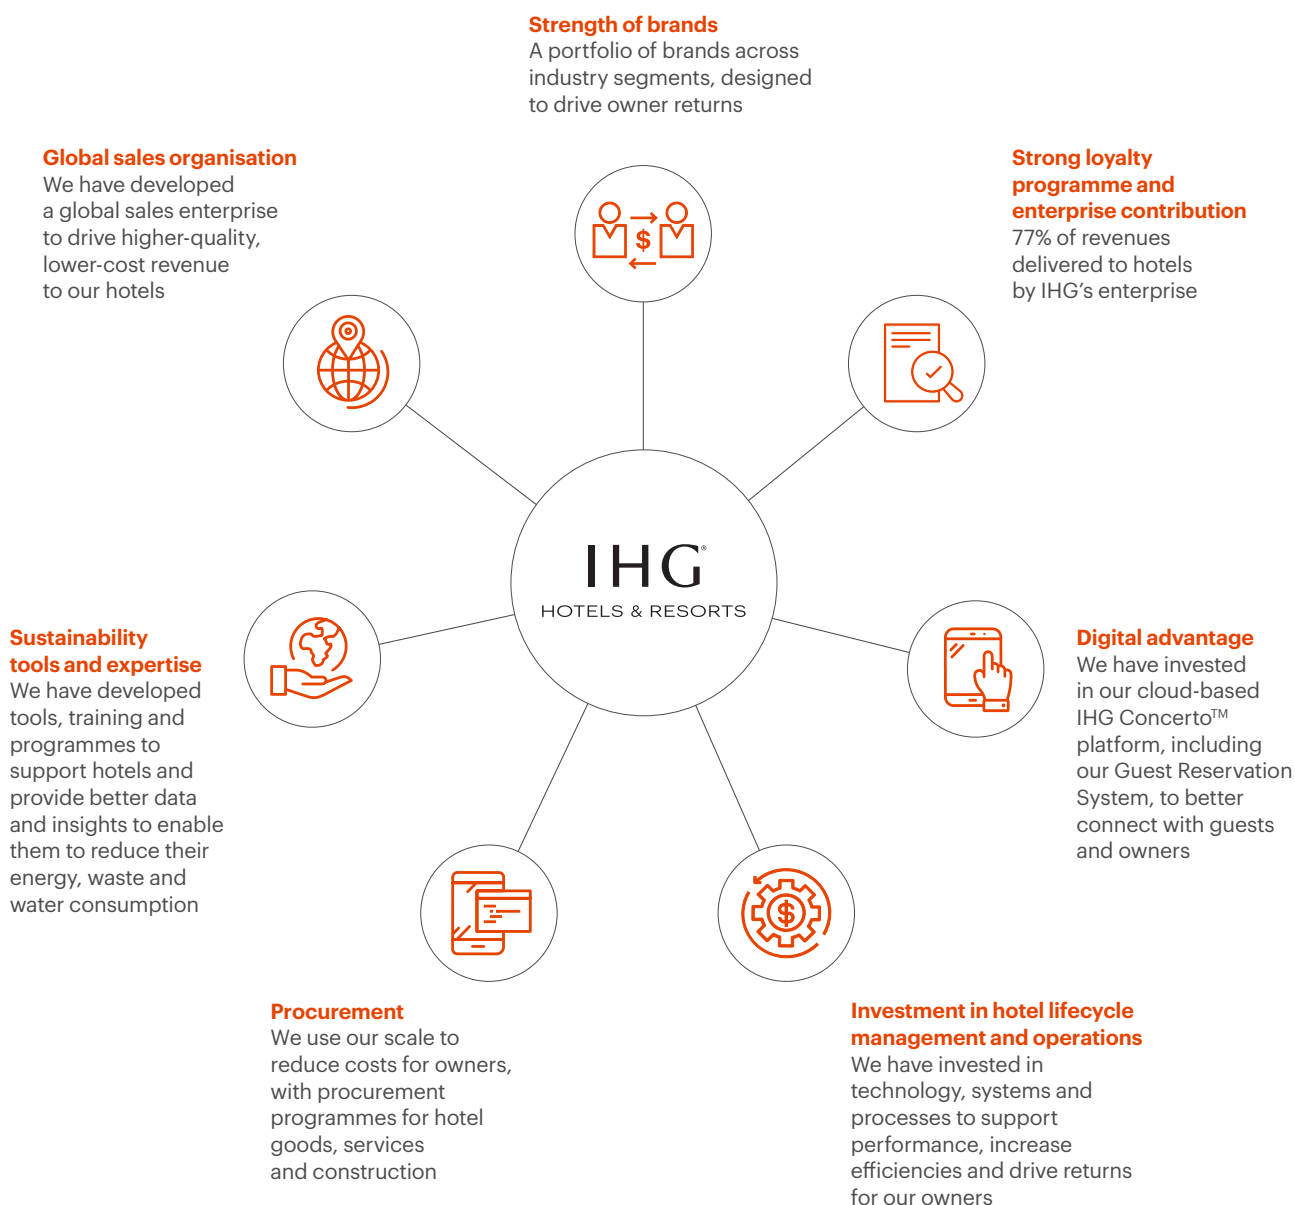 Strength of brands
A portfolio of brands across
industry segments, designed
to drive owner returns
Global sales organisation
We have developed
a global sales enterprise
to drive higher-quality,
lower-cost revenue
to our hotels
Strong loyalty
programme and
enterprise contribution
77% of revenues
delivered to hotels
by IHG's enterprise
$
IHG®
HOTELS & RESORTS
Sustainability
tools and expertise
We have developed
tools, training and
programmes to
support hotels and
provide better data
and insights to enable
them to reduce their
energy, waste and
water consumption
Digital advantage
We have invested
in our cloud-based
IHG Concerto™
platform, including
our Guest Reservation
System, to better
connect with guests
and owners
$
Procurement
We use our scale to
reduce costs for owners,
with procurement
programmes for hotel
goods, services
and construction
Investment in hotel lifecycle
management and operations
We have invested in
technology, systems and
processes to support
performance, increase
efficiencies and drive returns
for our owners